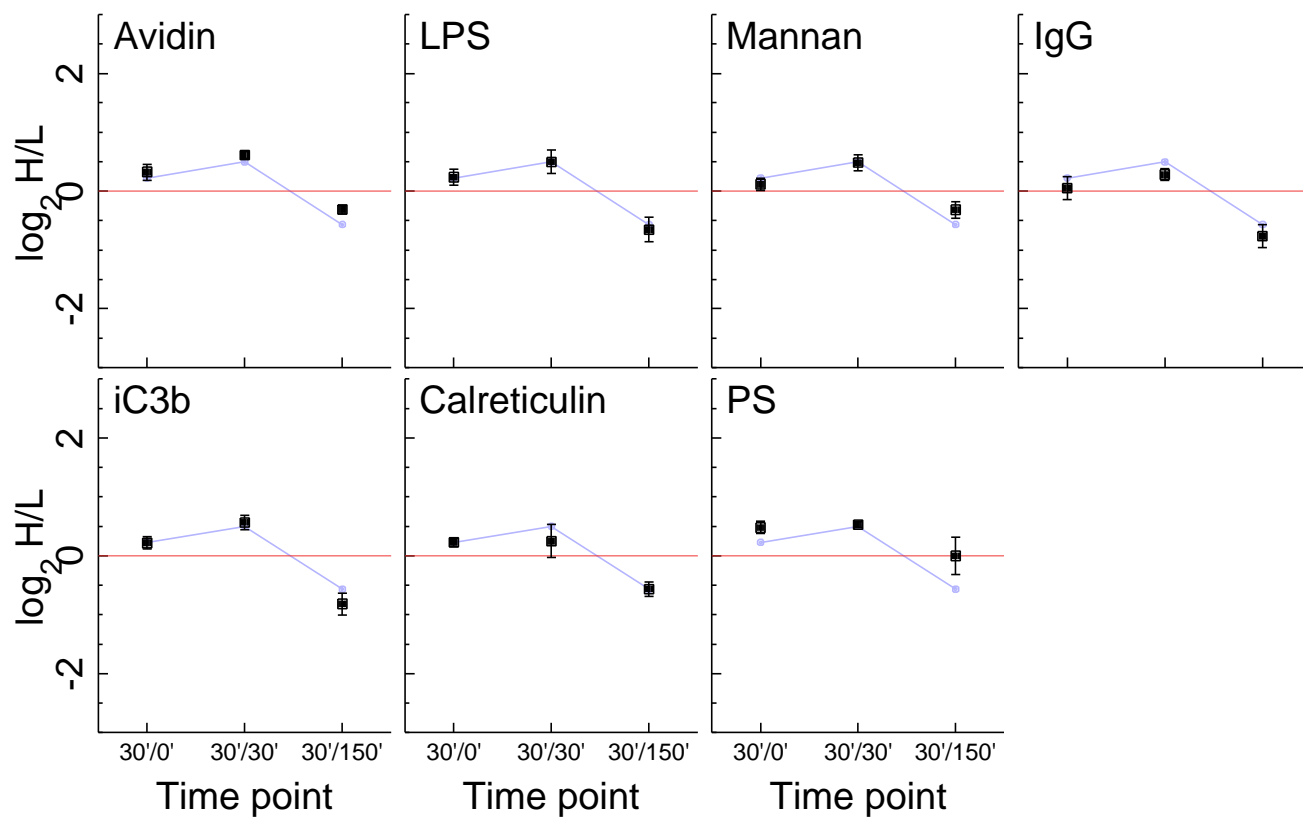 Avidin LPS Mannan IgG
log2 H/L
2
0
-2
iC3b Calreticulin PS
log2 H/L
2
0
-2
30'/0' 30'/30' 30'/150' 30'/0' 30'/30' 30'/150' 30'/0' 30'/30' 30'/150'
Time point Time point Time point